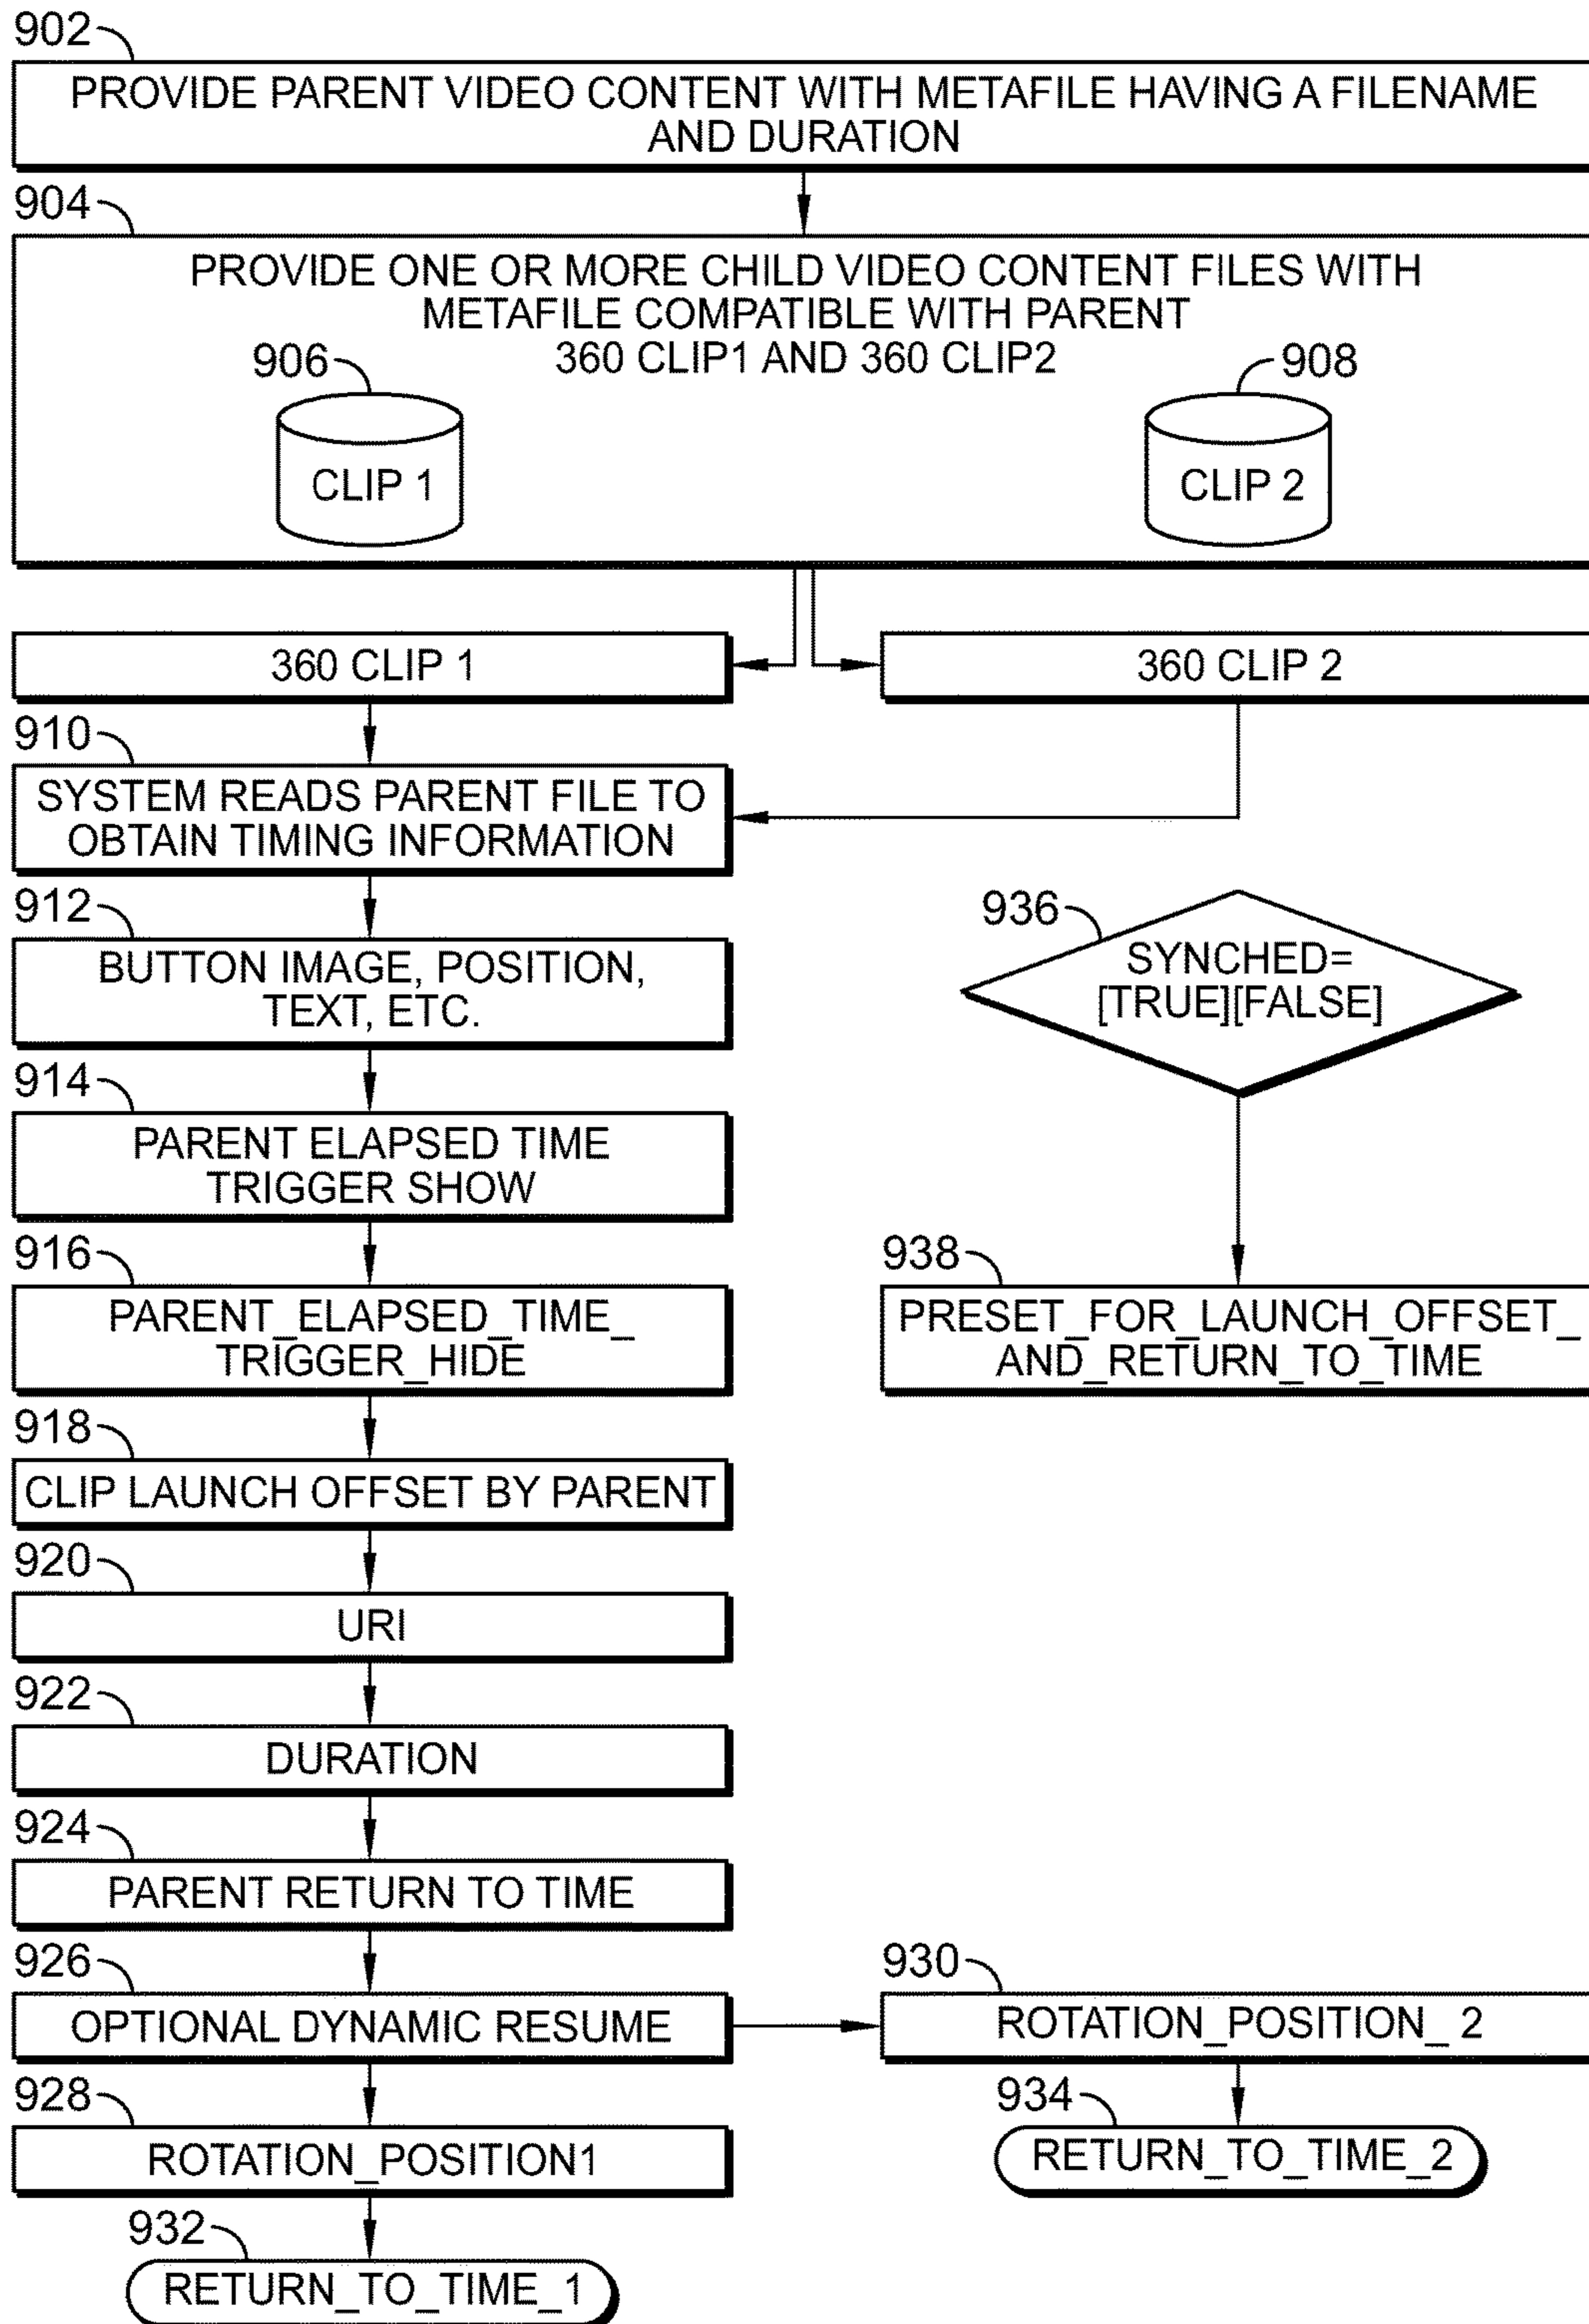 902
PROVIDE PARENT VIDEO CONTENT WITH METAFILE HAVING A FILENAME
AND DURATION
904
PROVIDE ONE OR MORE CHILD VIDEO CONTENT FILES WITH
METAFILE COMPATIBLE WITH PARENT
360 CLIP1 AND 360 CLIP2
906
908
CLIP 1
CLIP 2
360 CLIP 1
360 CLIP 2
910
SYSTEM READS PARENT FILE TO
OBTAIN TIMING INFORMATION
912
BUTTON IMAGE, POSITION,
TEXT, ETC.
936
SYNCHED=
[TRUE][FALSE]
914
PARENT ELAPSED TIME
TRIGGER SHOW
916
PARENT_ELAPSED_TIME_
TRIGGER_HIDE
938
PRESET_FOR_LAUNCH_OFFSET_
AND_RETURN_TO_TIME
918
CLIP LAUNCH OFFSET BY PARENT
920
URI
922
DURATION
924
PARENT RETURN TO TIME
926
OPTIONAL DYNAMIC RESUME
930
ROTATION_POSITION_ 2
928
ROTATION_POSITION1
934
RETURN_TO_TIME_2
932
RETURN_TO_TIME_1